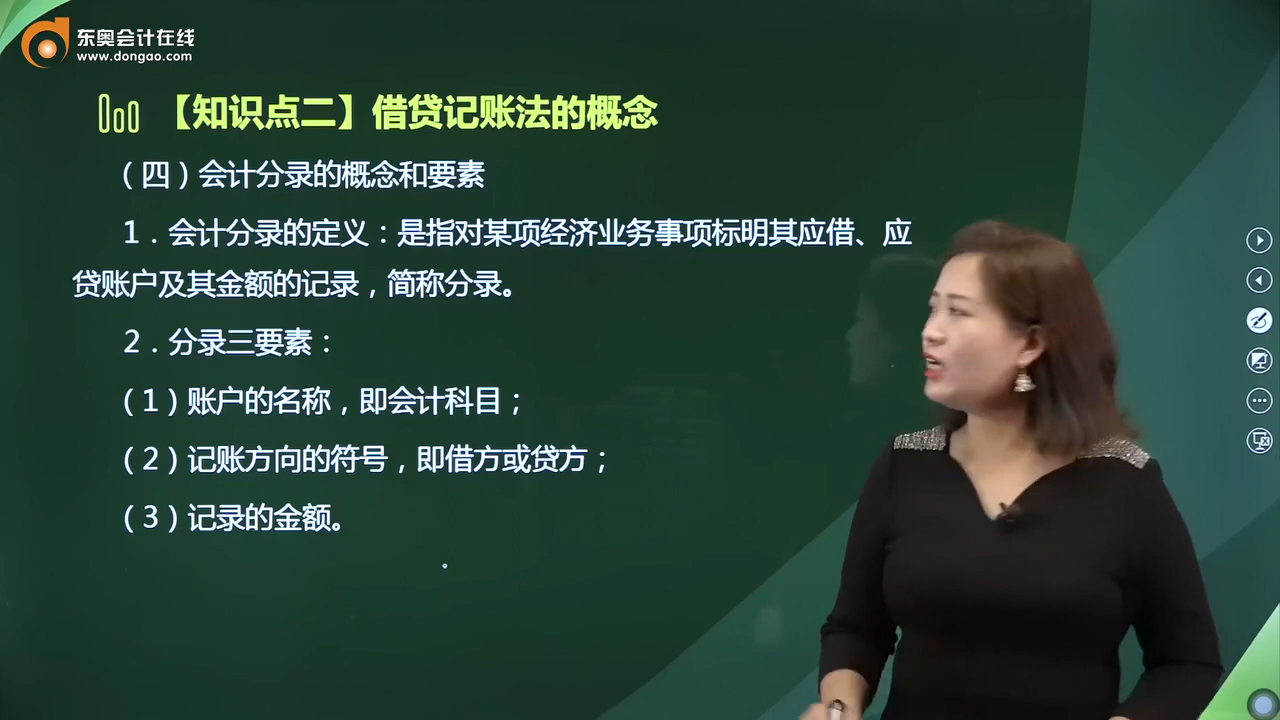 东奥会计在线
www.dongao.com
【知识点二】借贷记账法的概念
（四）会计分录的概念和要素
1．会计分录的定义：是指对某项经济业务事项标明其应借、应
贷账户及其金额的记录，简称分录。
2．分录三要素：
（1）账户的名称，即会计科目；
（2）记账方向的符号，即借方或贷方；
（3）记录的金额。